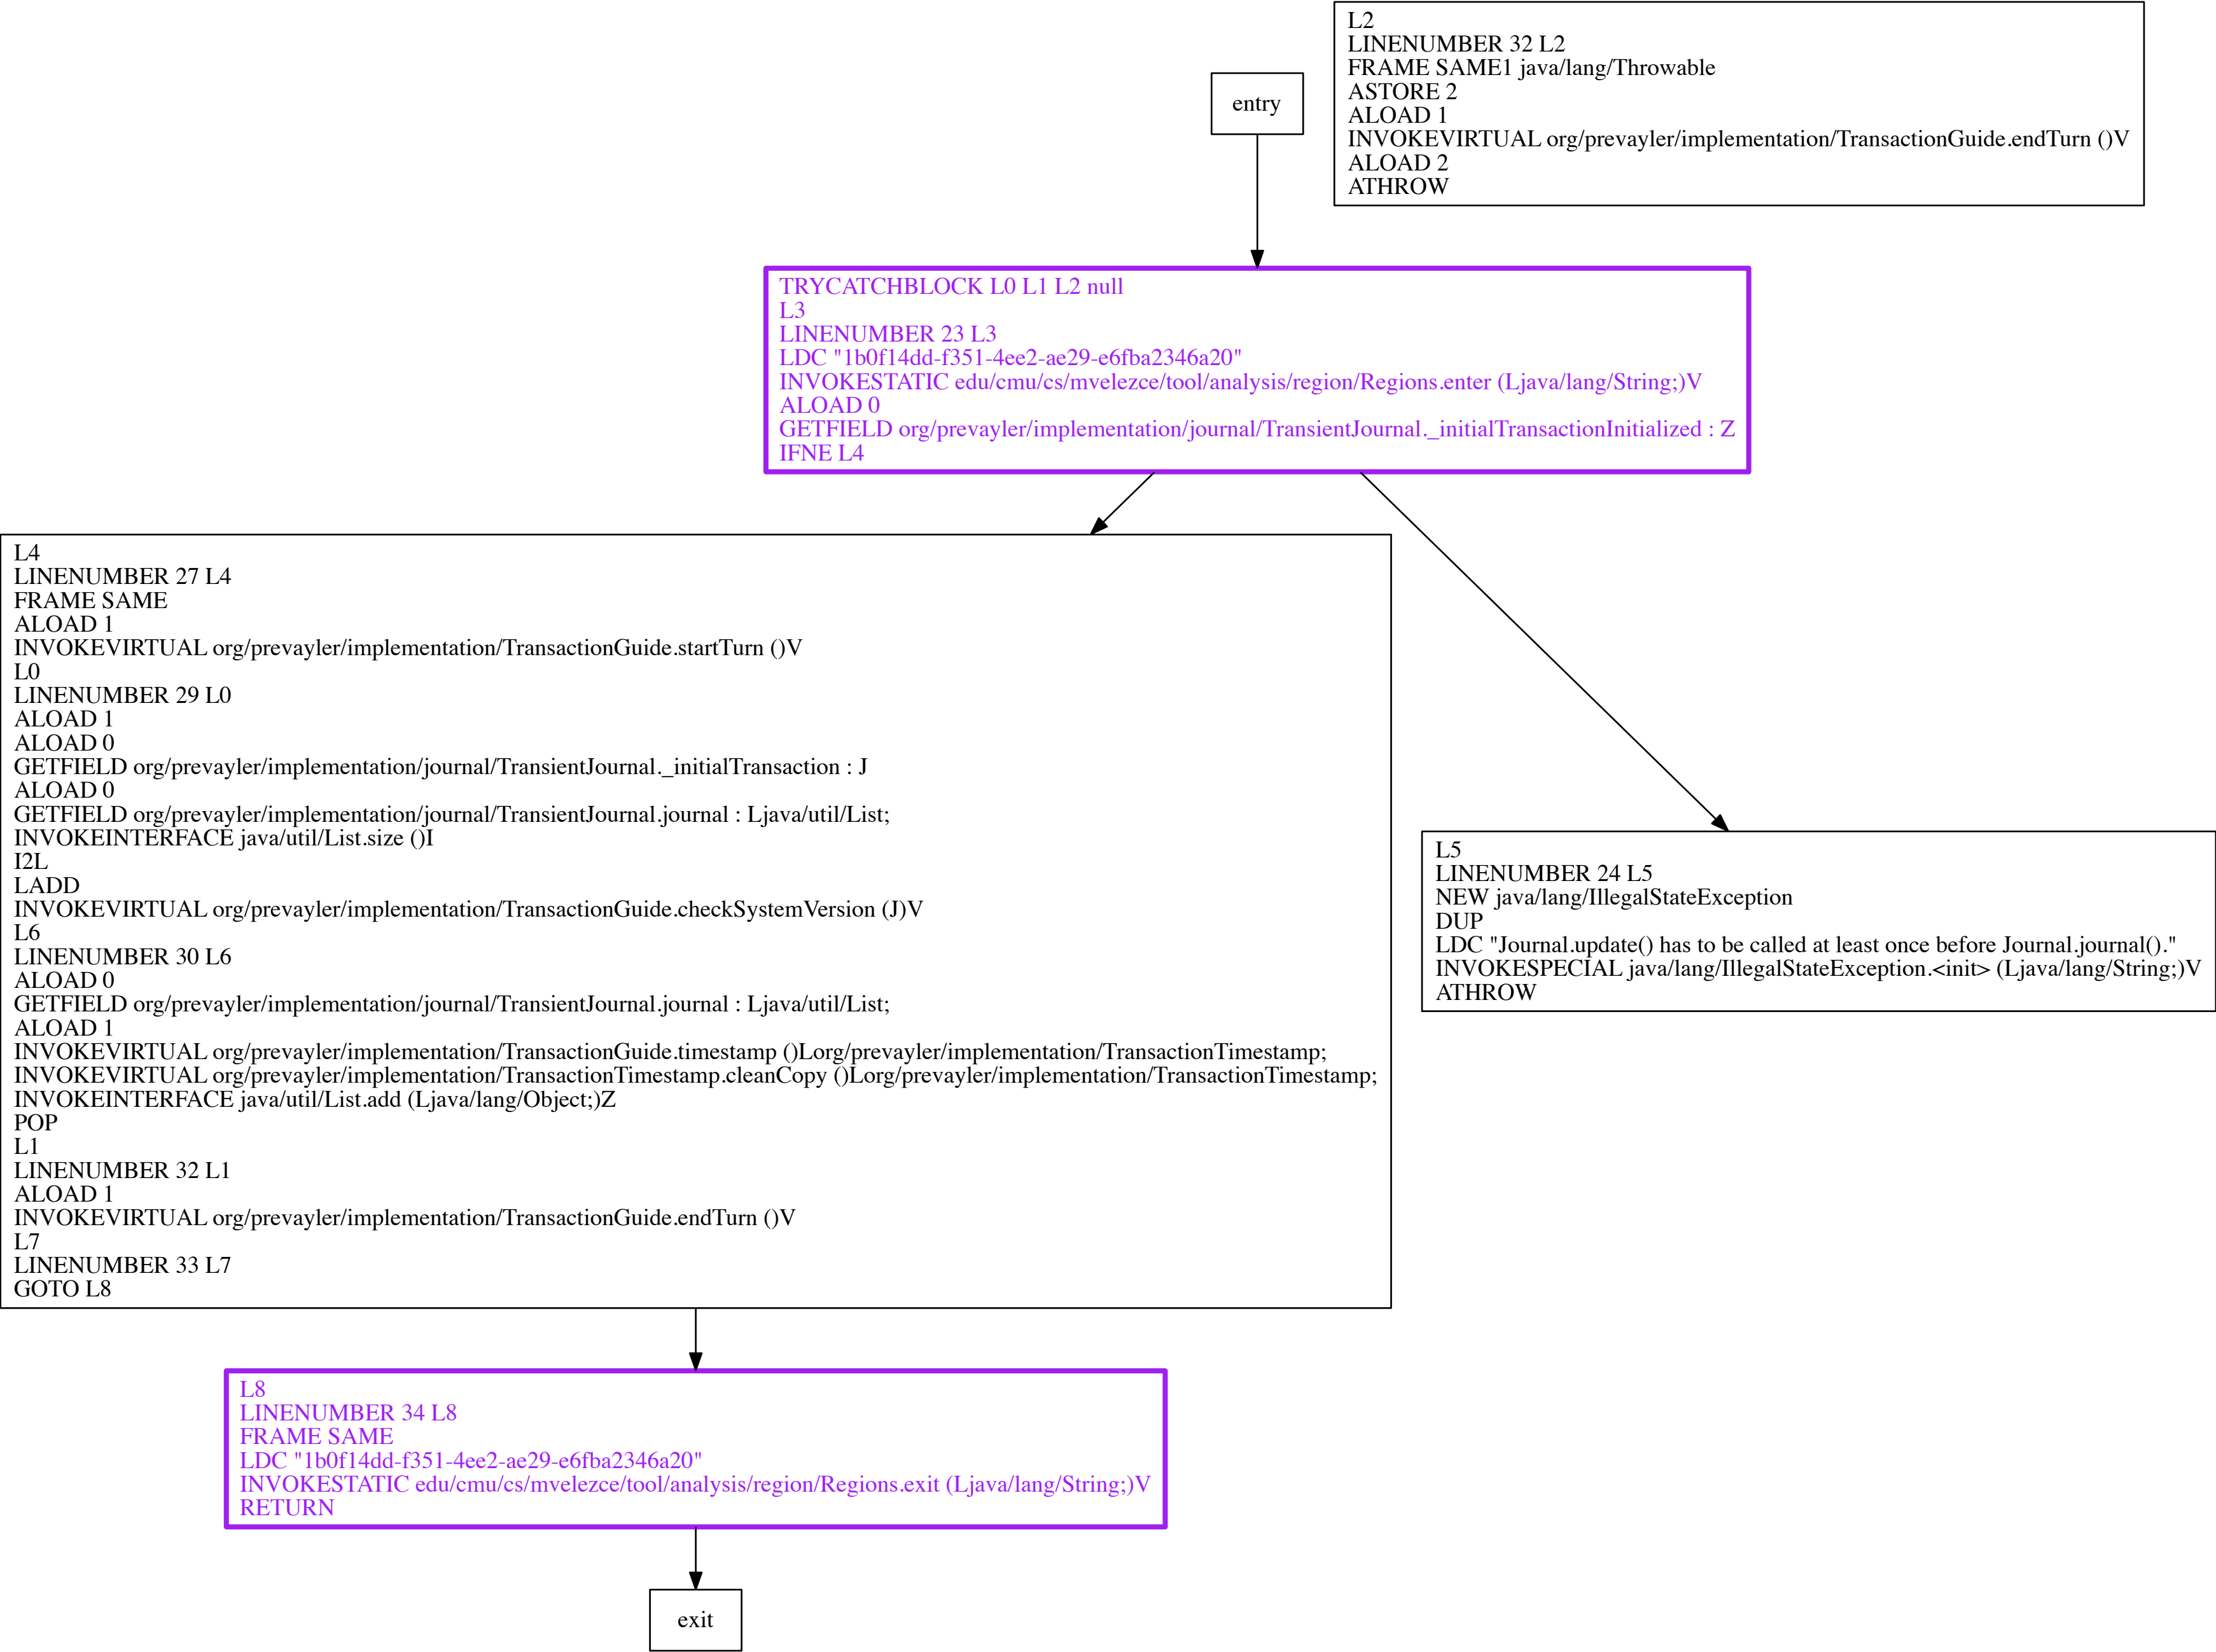 L2
LINENUMBER 32 L2
FRAME SAME1 java/lang/Throwable
ASTORE 2
ALOAD 1
INVOKEVIRTUAL org/prevayler/implementation/TransactionGuide.endTurn ()V
ALOAD 2
ATHROW
entry
TRYCATCHBLOCK L0 L1 L2 null
L3
LINENUMBER 23 L3
LDC "1b0f14dd-f351-4ee2-ae29-e6fba2346a20"
INVOKESTATIC edu/cmu/cs/mvelezce/tool/analysis/region/Regions.enter (Ljava/lang/String;)V
ALOAD 0
GETFIELD org/prevayler/implementation/journal/TransientJournal._initialTransactionInitialized : Z
IFNE L4
L4
LINENUMBER 27 L4
FRAME SAME
ALOAD 1
INVOKEVIRTUAL org/prevayler/implementation/TransactionGuide.startTurn ()V
L0
LINENUMBER 29 L0
ALOAD 1
ALOAD 0
GETFIELD org/prevayler/implementation/journal/TransientJournal._initialTransaction : J
ALOAD 0
GETFIELD org/prevayler/implementation/journal/TransientJournal.journal : Ljava/util/List;
INVOKEINTERFACE java/util/List.size ()I
I2L
LADD
INVOKEVIRTUAL org/prevayler/implementation/TransactionGuide.checkSystemVersion (J)V
L6
LINENUMBER 30 L6
ALOAD 0
GETFIELD org/prevayler/implementation/journal/TransientJournal.journal : Ljava/util/List;
ALOAD 1
INVOKEVIRTUAL org/prevayler/implementation/TransactionGuide.timestamp ()Lorg/prevayler/implementation/TransactionTimestamp;
INVOKEVIRTUAL org/prevayler/implementation/TransactionTimestamp.cleanCopy ()Lorg/prevayler/implementation/TransactionTimestamp;
INVOKEINTERFACE java/util/List.add (Ljava/lang/Object;)Z
POP
L1
LINENUMBER 32 L1
ALOAD 1
INVOKEVIRTUAL org/prevayler/implementation/TransactionGuide.endTurn ()V
L7
LINENUMBER 33 L7
GOTO L8
L5
LINENUMBER 24 L5
NEW java/lang/IllegalStateException
DUP
LDC "Journal.update() has to be called at least once before Journal.journal()."
INVOKESPECIAL java/lang/IllegalStateException.<init> (Ljava/lang/String;)V
ATHROW
L8
LINENUMBER 34 L8
FRAME SAME
LDC "1b0f14dd-f351-4ee2-ae29-e6fba2346a20"
INVOKESTATIC edu/cmu/cs/mvelezce/tool/analysis/region/Regions.exit (Ljava/lang/String;)V
RETURN
exit